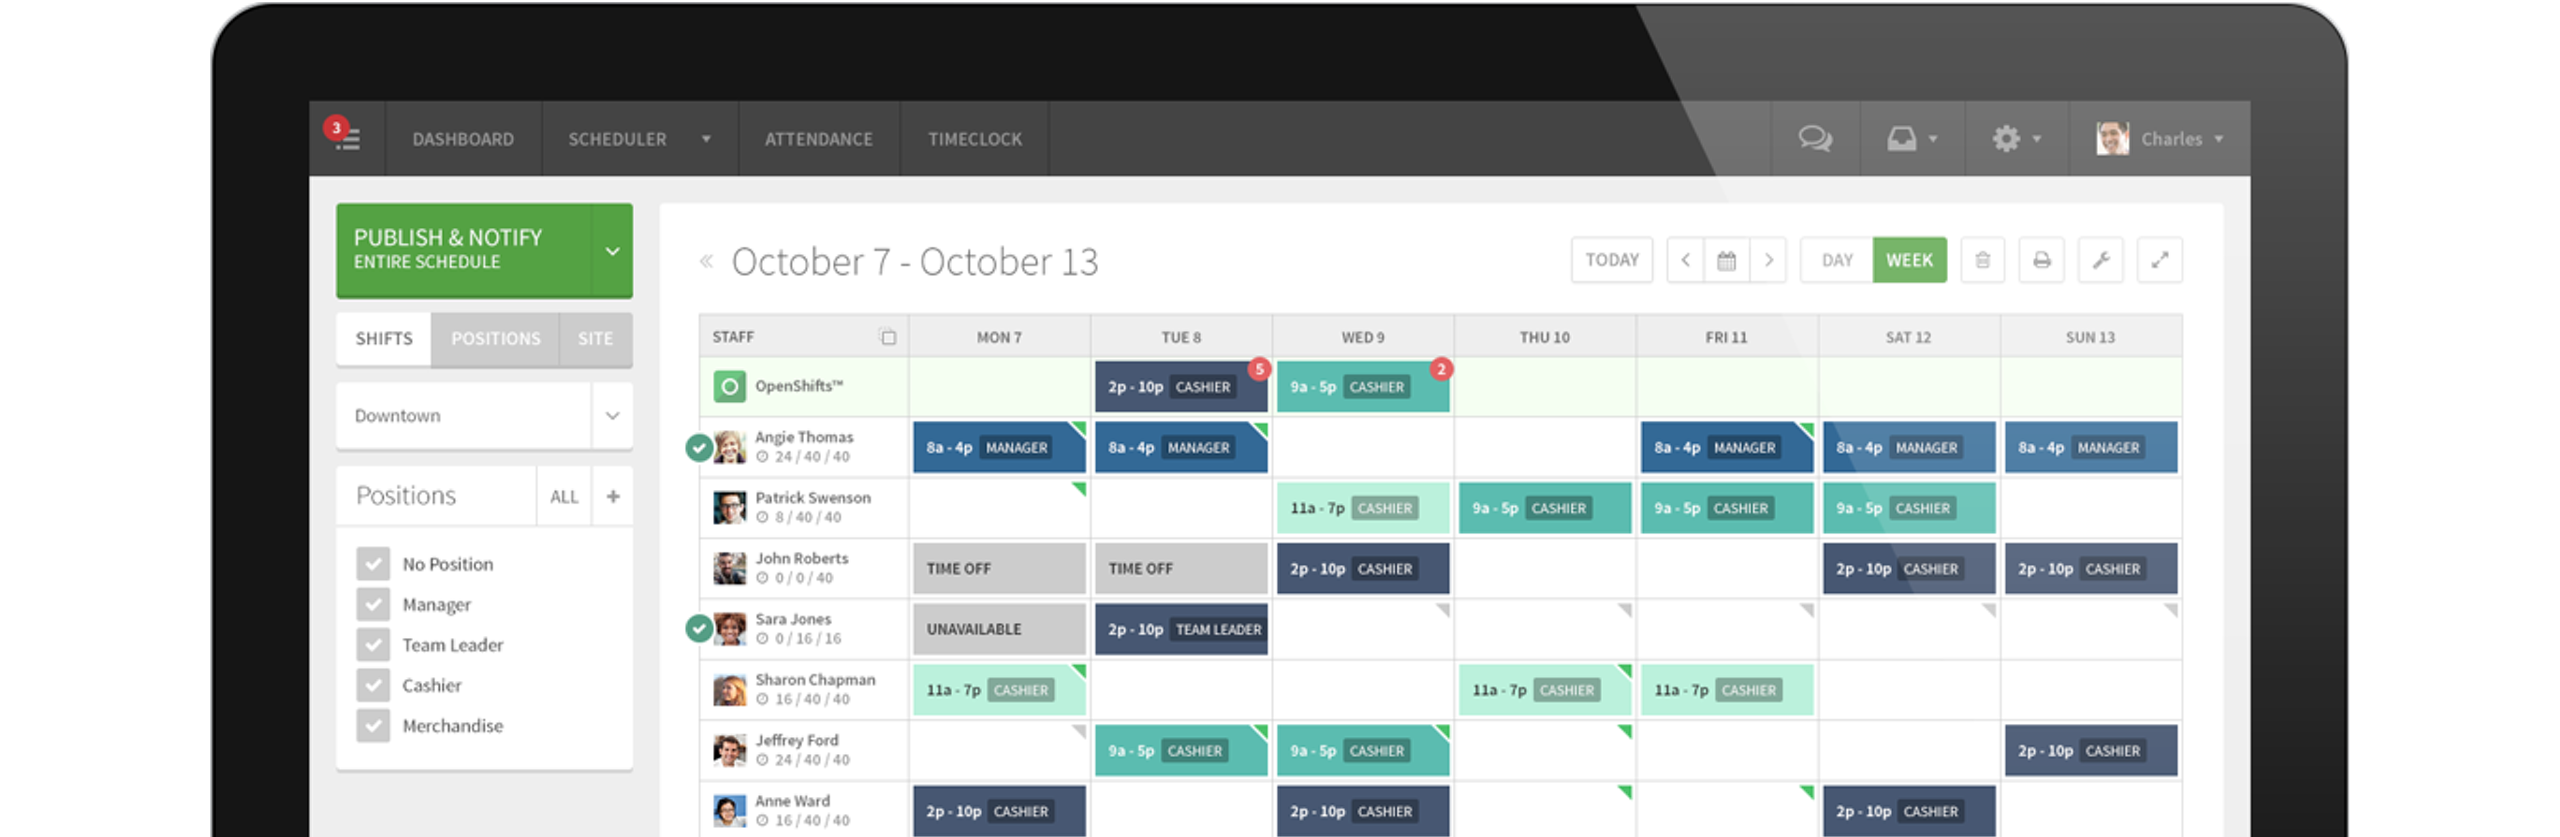 3
DASHBOARD SCHEDULER ATTENDANCE TIMECLOCK Charles
PUBLISH & NOTIFY
ENTIRE SCHEDULE
SHIFTS POSITIONS SITE
Downtown
Positions ALL +
No Position
Manager
Team Leader
Cashier
Merchandise
« October 7 - October 13 TODAY < > DAY WEEK
STAFF MON 7 TUE 8 WED 9 THU 10 FRI 11 SAT 12 SUN 13
OpenShifts™ 2p - 10p CASHIER 5 9a - 5p CASHIER 2
Angie Thomas
24 / 40 / 40
8a - 4p MANAGER 8a - 4p MANAGER 8a - 4p MANAGER 8a - 4p MANAGER 8a - 4p MANAGER
Patrick Swenson
8 / 40 / 40
11a - 7p CASHIER 9a - 5p CASHIER 9a - 5p CASHIER 9a - 5p CASHIER
John Roberts
0 / 0 / 40
TIME OFF TIME OFF 2p - 10p CASHIER 2p - 10p CASHIER 2p - 10p CASHIER
Sara Jones
0 / 16 / 16
UNAVAILABLE 2p - 10p TEAM LEADER
Sharon Chapman
16 / 40 / 40
11a - 7p CASHIER 11a - 7p CASHIER 11a - 7p CASHIER
Jeffrey Ford
24 / 40 / 40
9a - 5p CASHIER 9a - 5p CASHIER 2p - 10p CASHIER
Anne Ward
16 / 40 / 40
2p - 10p CASHIER 2p - 10p CASHIER 2p - 10p CASHIER